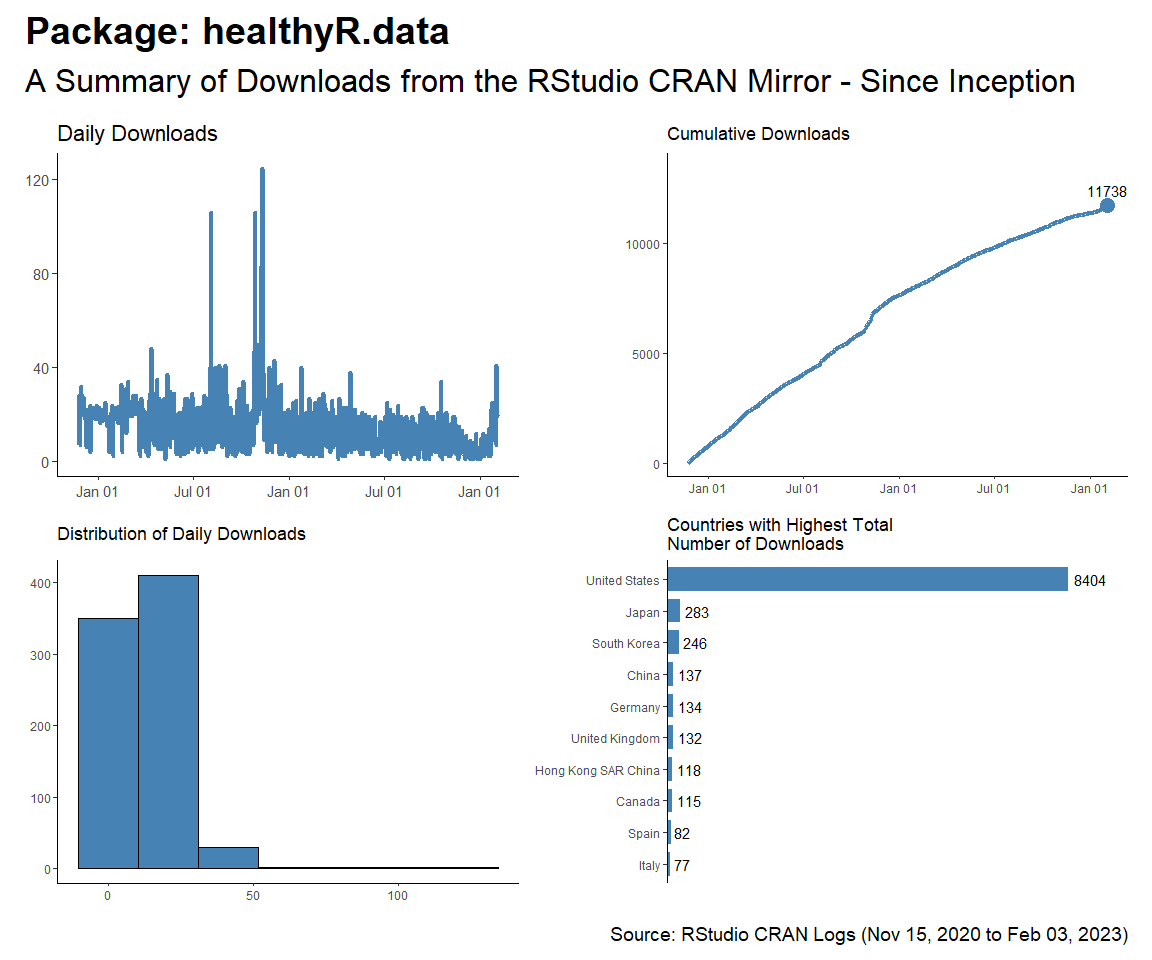 Package: healthyR.data
A Summary of Downloads from the RStudio CRAN Mirror - Since Inception
Daily Downloads
120
80
40
0
Jan 01 Jul 01 Jan 01 Jul 01 Jan 01
Cumulative Downloads
11738
10000
5000
0
Jan 01 Jul 01 Jan 01 Jul 01 Jan 01
Distribution of Daily Downloads
400
300
200
100
0
0 50 100
Countries with Highest Total
Number of Downloads
United States 8404
Japan 283
South Korea 246
China 137
Germany 134
United Kingdom 132
Hong Kong SAR China 118
Canada 115
Spain 82
Italy 77
Source: RStudio CRAN Logs (Nov 15, 2020 to Feb 03, 2023)